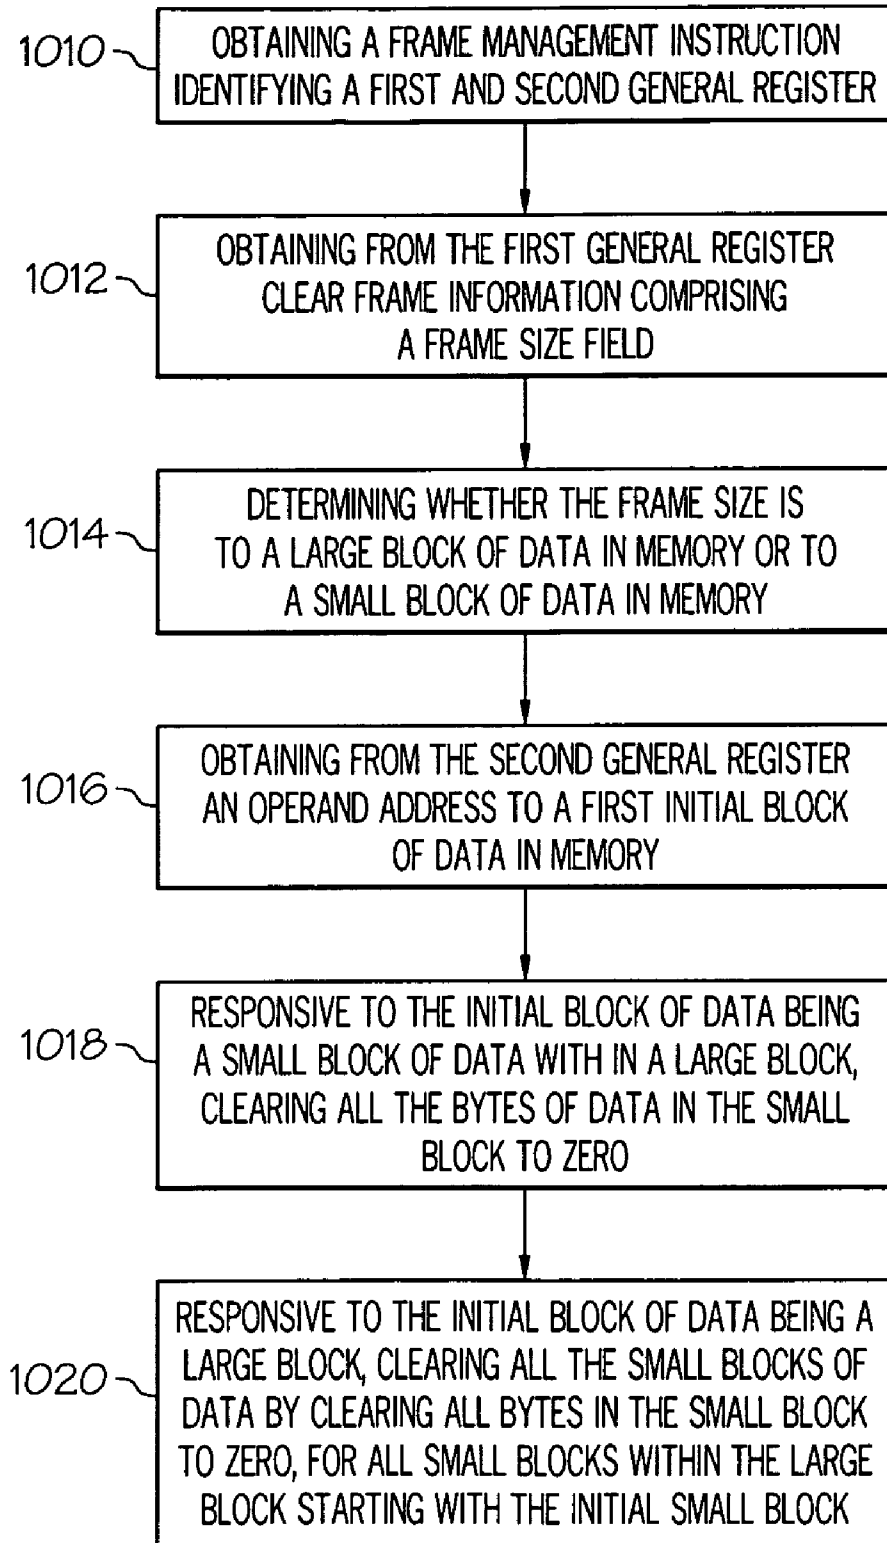 1010
OBTAINING A FRAME MANAGEMENT INSTRUCTION
IDENTIFYING A FIRST AND SECOND GENERAL REGISTER
1012
OBTAINING FROM THE FIRST GENERAL REGISTER
CLEAR FRAME INFORMATION COMPRISING
A FRAME SIZE FIELD
1014
DETERMINING WHETHER THE FRAME SIZE IS
TO A LARGE BLOCK OF DATA IN MEMORY OR TO
A SMALL BLOCK OF DATA IN MEMORY
1016
OBTAINING FROM THE SECOND GENERAL REGISTER
AN OPERAND ADDRESS TO A FIRST INITIAL BLOCK
OF DATA IN MEMORY
1018
RESPONSIVE TO THE INITIAL BLOCK OF DATA BEING
A SMALL BLOCK OF DATA WITH IN A LARGE BLOCK,
CLEARING ALL THE BYTES OF DATA IN THE SMALL
BLOCK TO ZERO
1020
RESPONSIVE TO THE INITIAL BLOCK OF DATA BEING A
LARGE BLOCK, CLEARING ALL THE SMALL BLOCKS OF
DATA BY CLEARING ALL BYTES IN THE SMALL BLOCK
TO ZERO, FOR ALL SMALL BLOCKS WITHIN THE LARGE
BLOCK STARTING WITH THE INITIAL SMALL BLOCK